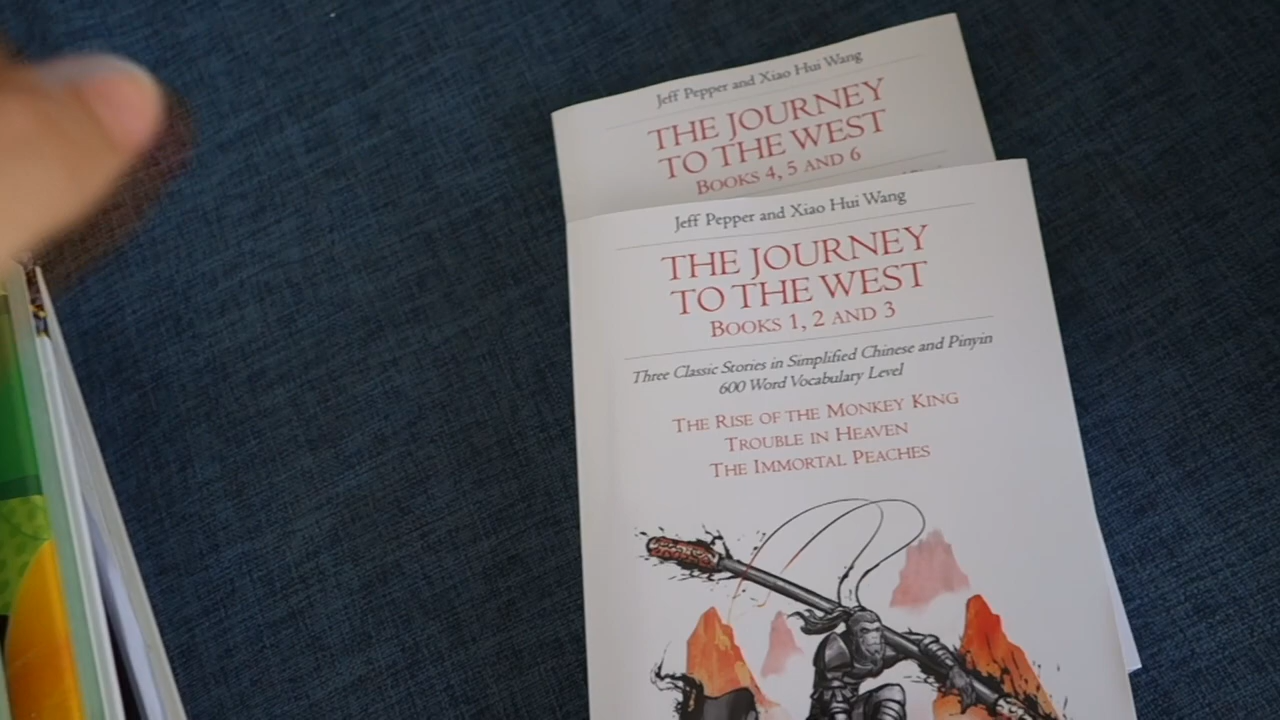 Jeff Pepper and Xiao Hui Wang
THE JOURNEY
TO THE WEST
BOOKS 4, 5 AND 6
Jeff Pepper and Xiao Hui Wang
THE JOURNEY
TO THE WEST
BOOKS 1, 2 AND 3
Three Classic Stories in Simplified Chinese and Pinyin
600 Word Vocabulary Level
THE RISE OF THE MONKEY KING
TROUBLE IN HEAVEN
THE IMMORTAL PEACHES